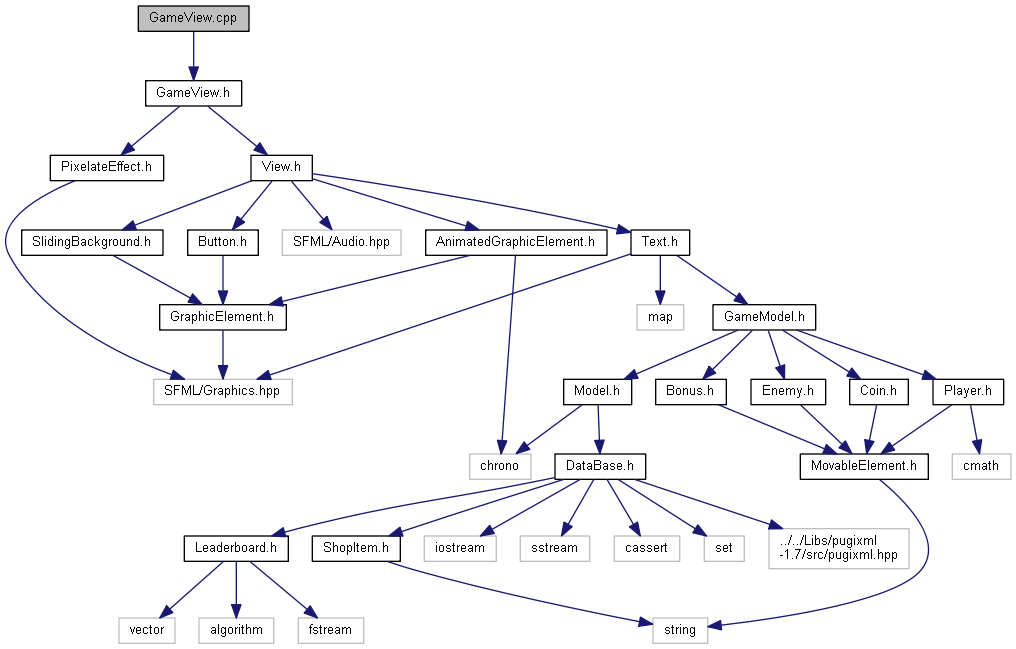 GameView.cpp
GameView.h
PixelateEffect.h
View.h
SlidingBackground.h
Button.h
SFML/Audio.hpp
AnimatedGraphicElement.h
Text.h
GraphicElement.h
map
GameModel.h
SFML/Graphics.hpp
Model.h
Bonus.h
Enemy.h
Coin.h
Player.h
chrono
DataBase.h
MovableElement.h
cmath
Leaderboard.h
ShopItem.h
iostream
sstream
cassert
set
../../Libs/pugixml
-1.7/src/pugixml.hpp
vector
algorithm
fstream
string